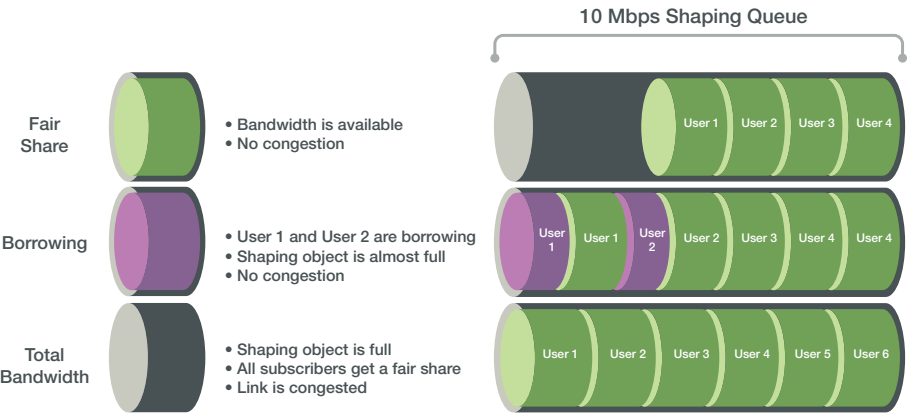 10 Mbps Shaping Queue
Fair
Share
• Bandwidth is available
• No congestion
User 1
User 2
User 3
User 4
Borrowing
• User 1 and User 2 are borrowing
• Shaping object is almost full
• No congestion
User
1
User 1
User
2
User 2
User 3
User 4
User 4
Total
Bandwidth
• Shaping object is full
• All subscribers get a fair share
• Link is congested
User 1
User 2
User 3
User 4
User 5
User 6